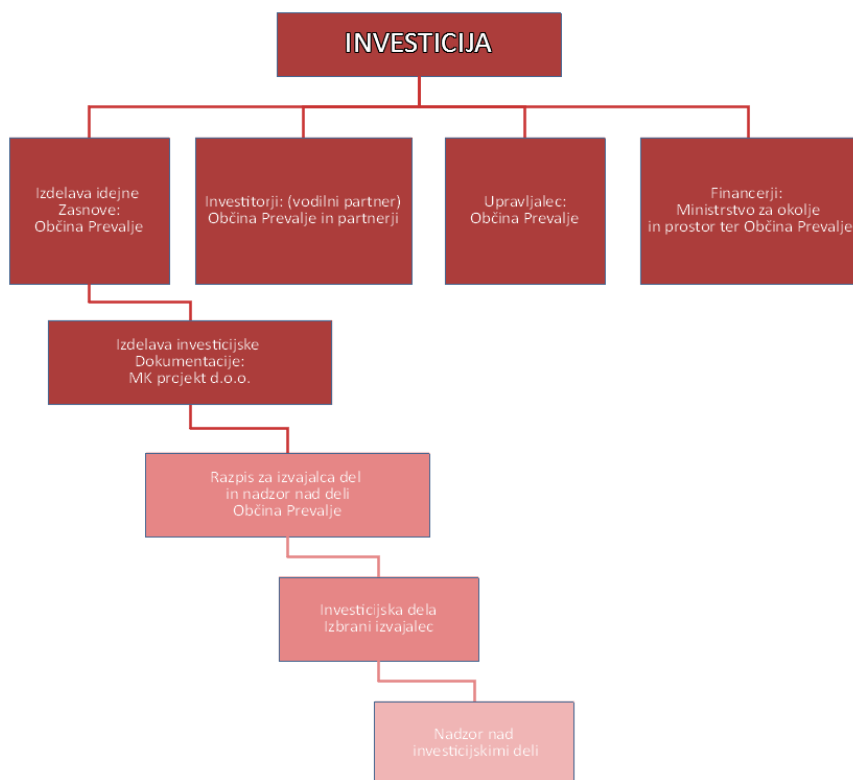 INVESTICIJA
Izdelava idejne
Zasnove:
Občina Prevalje
Investitorji: (vodilni partner)
Občina Prevalje in partnerji
Upravljalec:
Občina Prevalje
Financerji:
Ministrstvo za okolje
in prostor ter Občina Prevalje
Izdelava investicijske
Dokumentacije:
MK projekt d.o.o.
Razpis za izvajalca del
in nadzor nad deli
Občina Prevalje
Investicijska dela
Izbrani izvajalec
Nadzor nad
investicijskimi deli